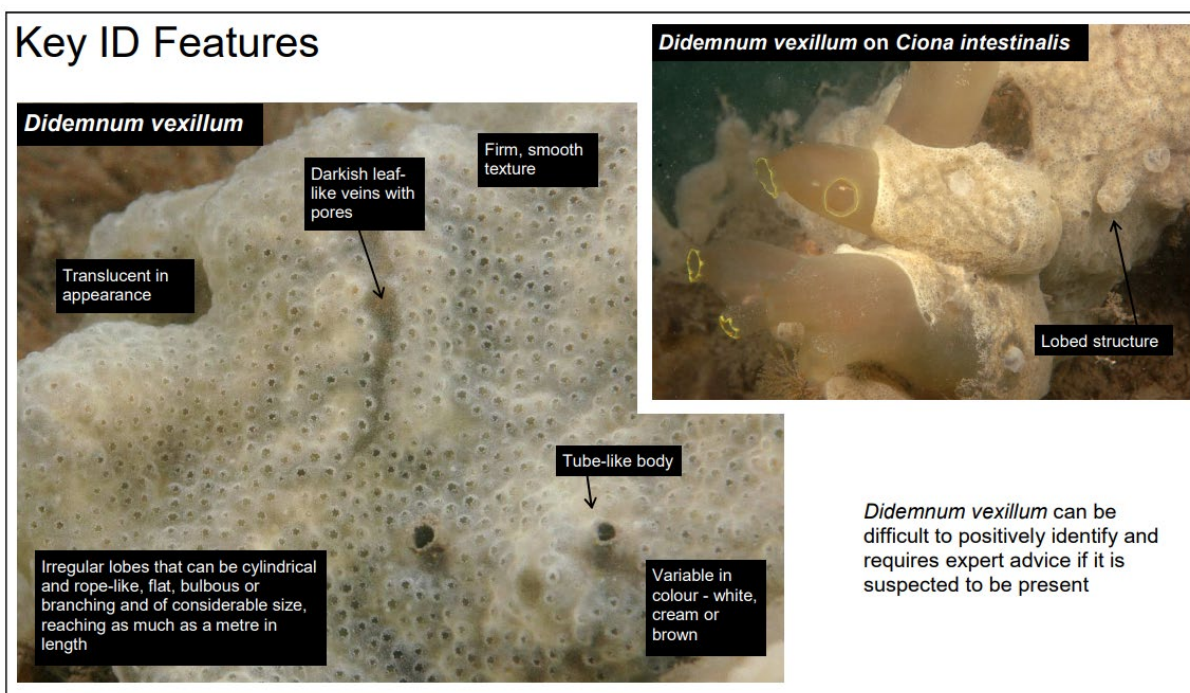 Key ID Features
Didemnum vexillum
Darkish leaf-
like veins with
pores
Firm, smooth
texture
Translucent in
appearance
Tube-like body
Irregular lobes that can be cylindrical
and rope-like, flat, bulbous or
branching and of considerable size,
reaching as much as a metre in
length
Variable in
colour - white,
cream or
brown
Didemnum vexillum on Ciona intestinalis
Lobed structure
Didemnum vexillum can be
difficult to positively identify and
requires expert advice if it is
suspected to be present